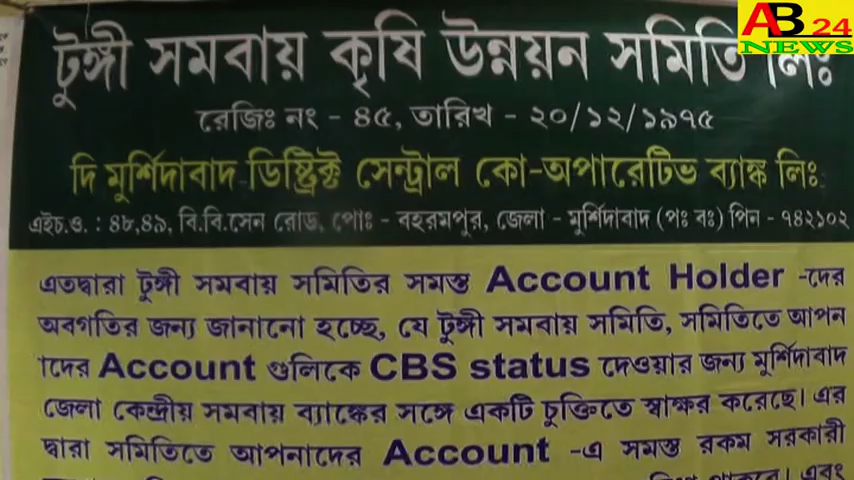 AB 24
NEWS
টুঙ্গী সমবায় কৃষি উন্নয়ন সমিতি লিঃ
রেজিঃ নং - ৪৫, তারিখ - ২০/১২/১৯৭৫
দি মুর্শিদাবাদ ডিষ্ট্রিক্ট সেন্ট্রাল কো-অপারেটিভ ব্যাঙ্ক লিঃ
এইচ.ও. : ৪৮,৪৯, বি.বি.সেন রোড, পোঃ - বহরমপুর, জেলা - মুর্শিদাবাদ (পঃ বঃ) পিন - ৭৪২১০২
এতদ্বারা টুঙ্গী সমবায় সমিতির সমস্ত Account Holder -দের
অবগতির জন্য জানানো হচ্ছে, যে টুঙ্গী সমবায় সমিতি, সমিতিতে আপন
াদের Account গুলিকে CBS status দেওয়ার জন্য মুর্শিদাবাদ
জেলা কেন্দ্রীয় সমবায় ব্যাঙ্কের সঙ্গে একটি চুক্তিতে স্বাক্ষর করেছে। এর
দ্বারা সমিতিতে আপনাদের Account -এ সমস্ত রকম সরকারী
এবং